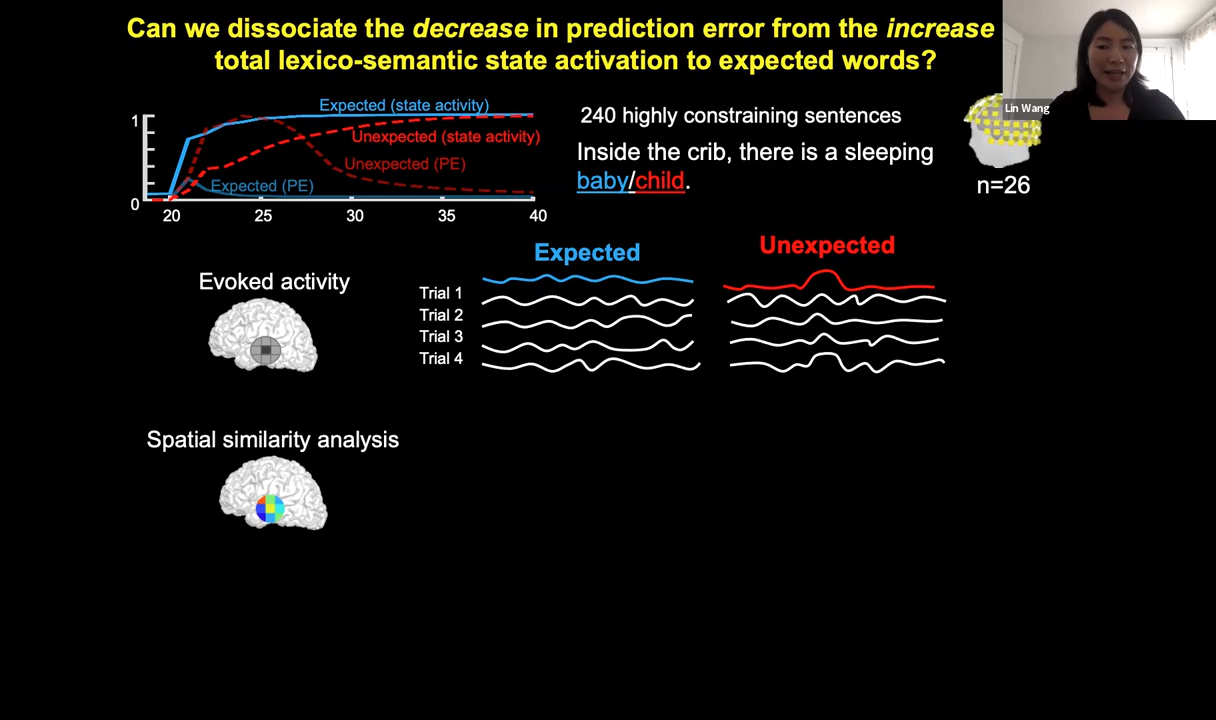 Can we dissociate the decrease in prediction error from the increase
total lexico-semantic state activation to expected words?
Lin Wang
Expected (state activity)
1
Unexpected (state activity)
Unexpected (PE)
Expected (PE)
0
20 25 30 35 40
240 highly constraining sentences
Inside the crib, there is a sleeping
baby/child.
n=26
Expected
Unexpected
Evoked activity
Trial 1
Trial 2
Trial 3
Trial 4
Spatial similarity analysis